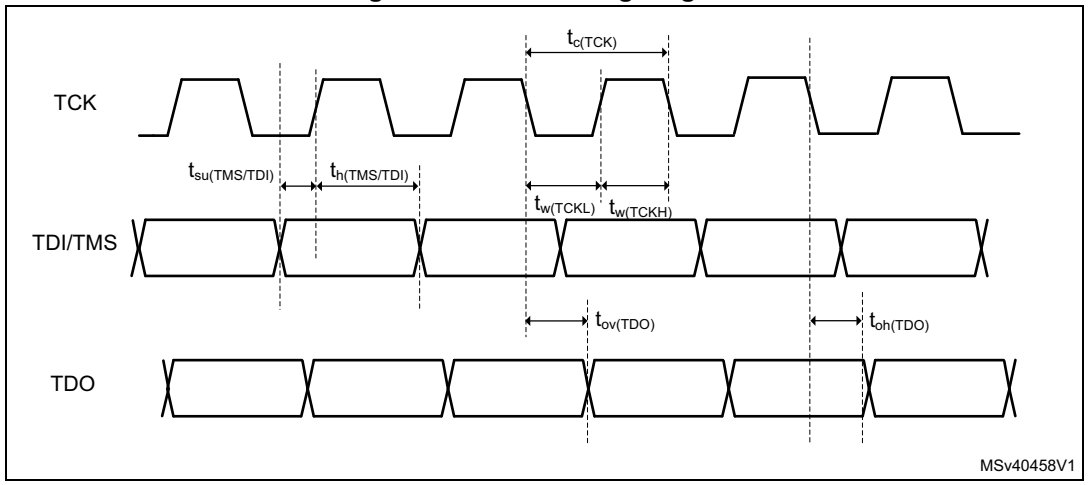 tc(TCK)
TCK
tsu(TMS/TDI) th(TMS/TDI)
tw(TCKL) tw(TCKH)
TDI/TMS
tov(TDO) toh(TDO)
TDO
MSv40458V1